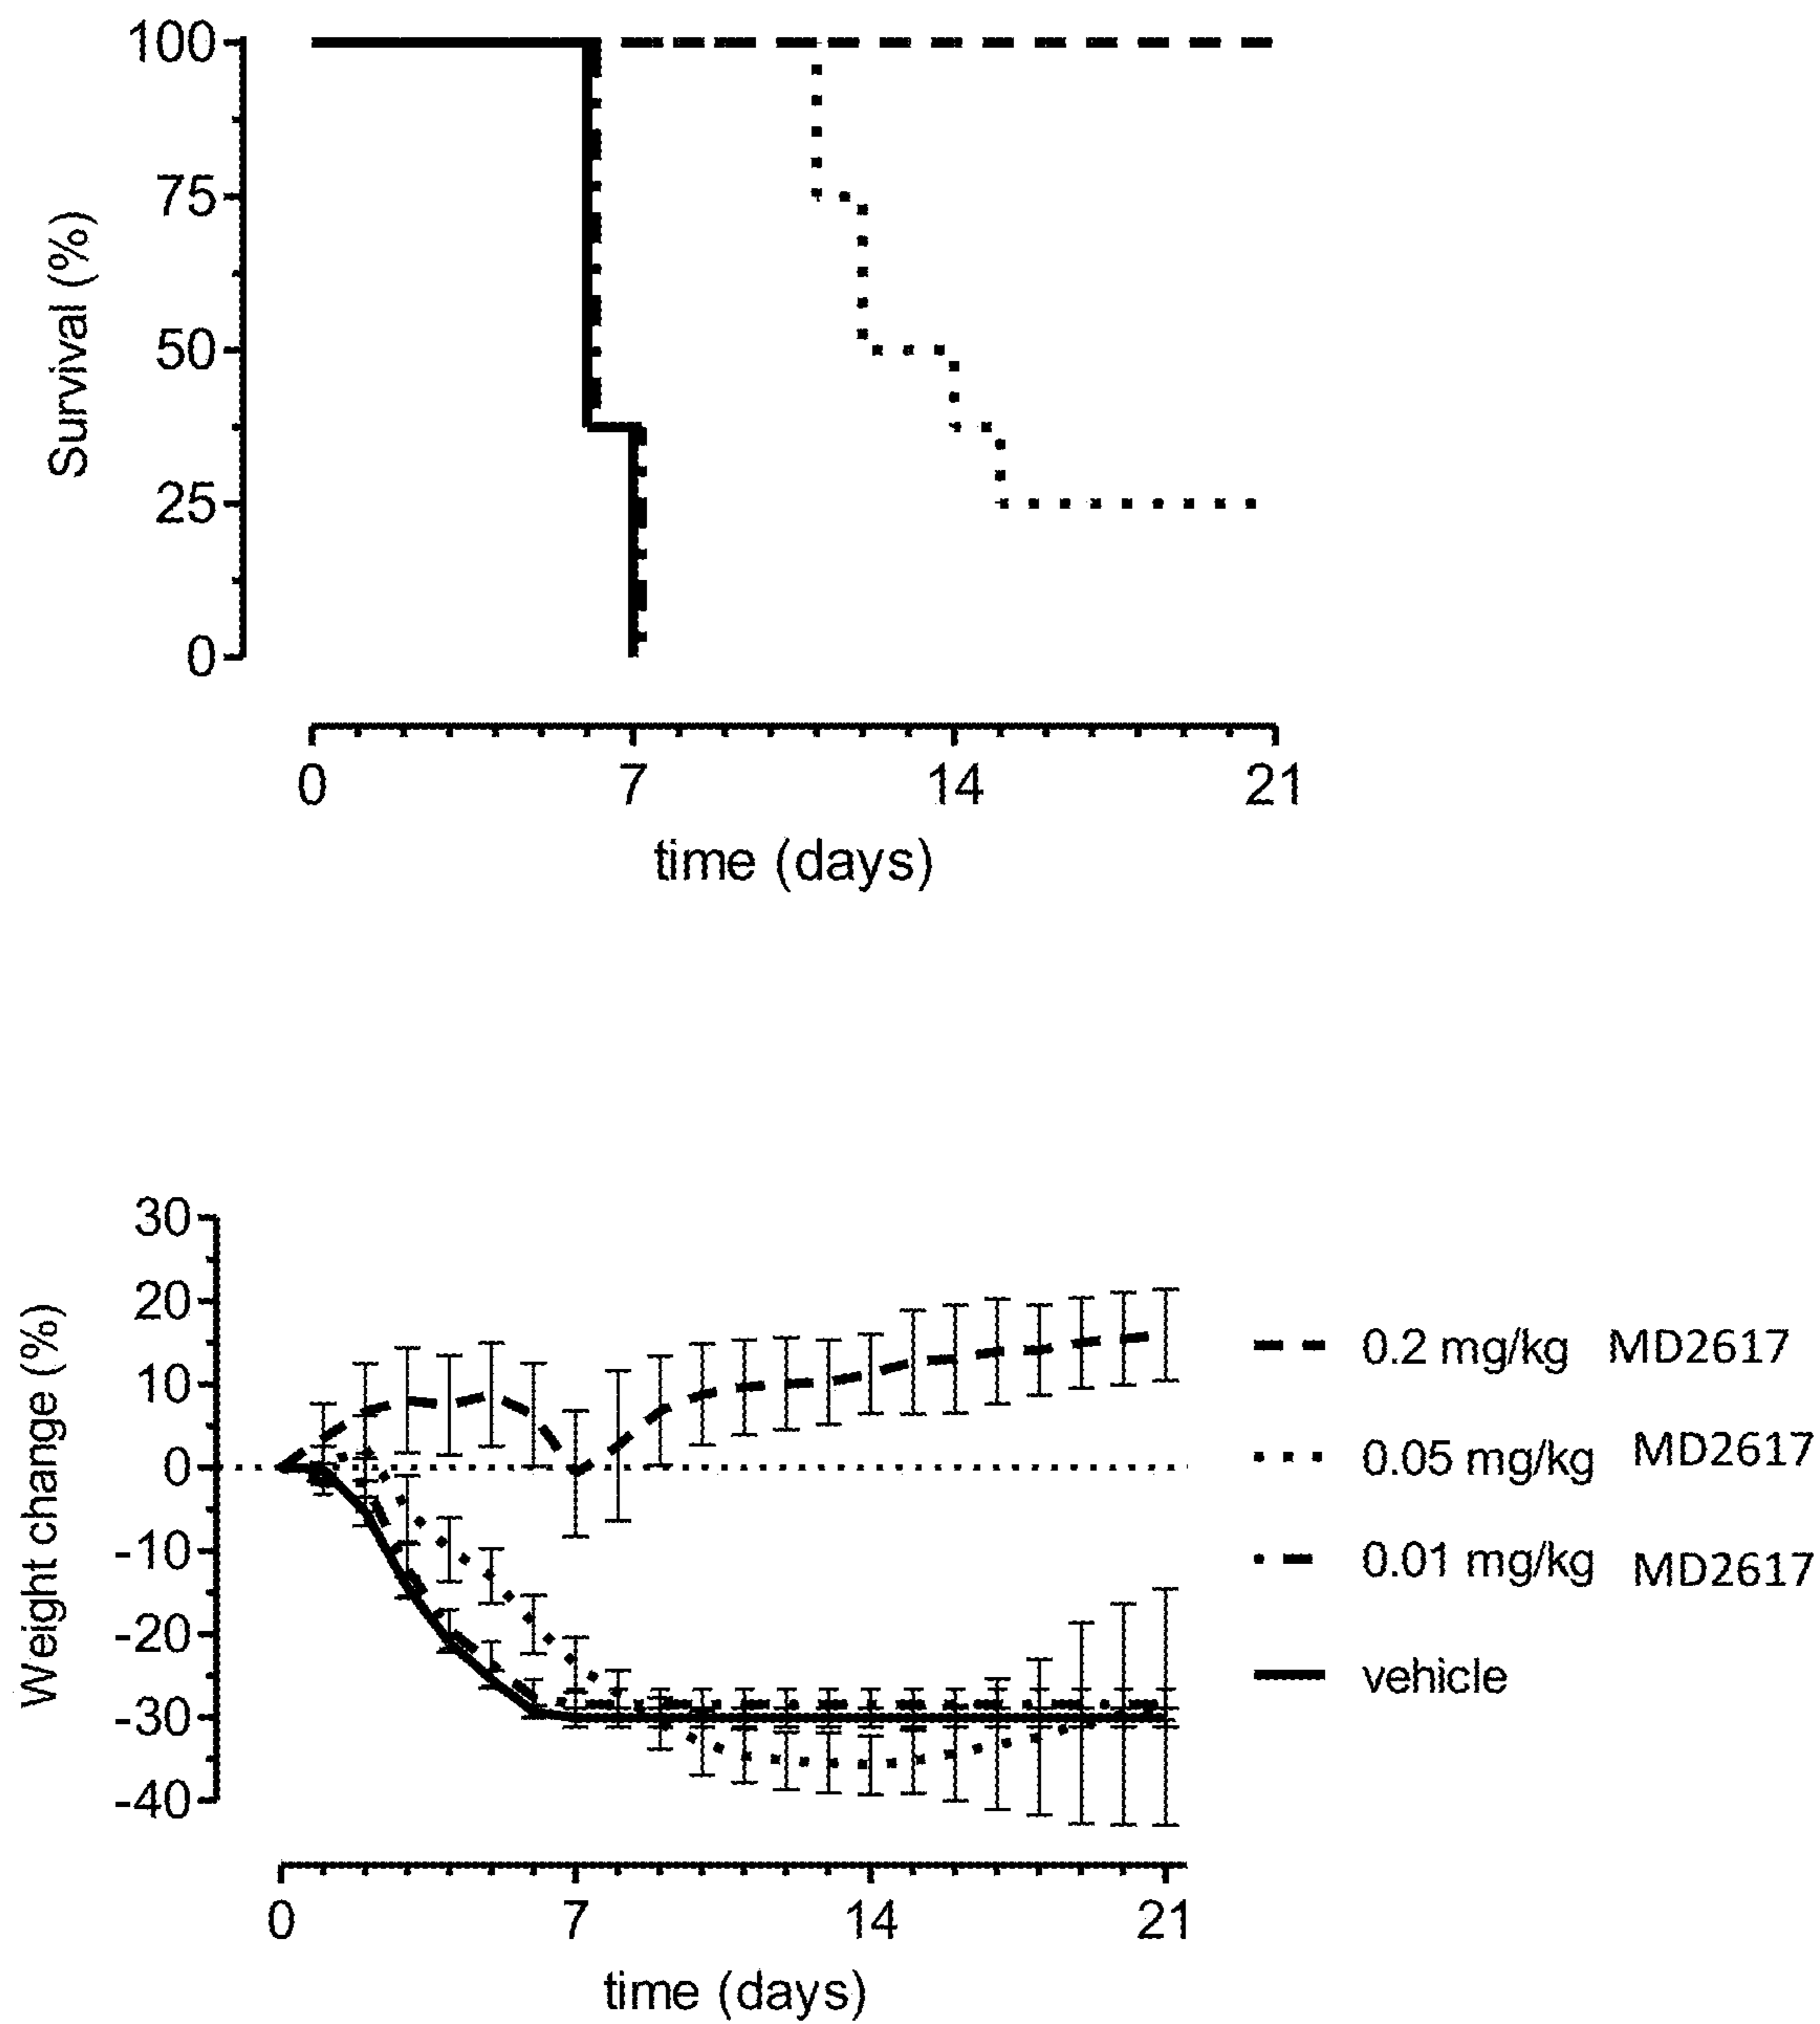 Survival (%)
100
75
50
25
0
0 7 14 21
time (days)
Weight change (%)
30
20
10
0
-10
-20
-30
-40
0 7 14 21
time (days)
0.2 mg/kg MD2617
0.05 mg/kg MD2617
0.01 mg/kg MD2617
vehicle